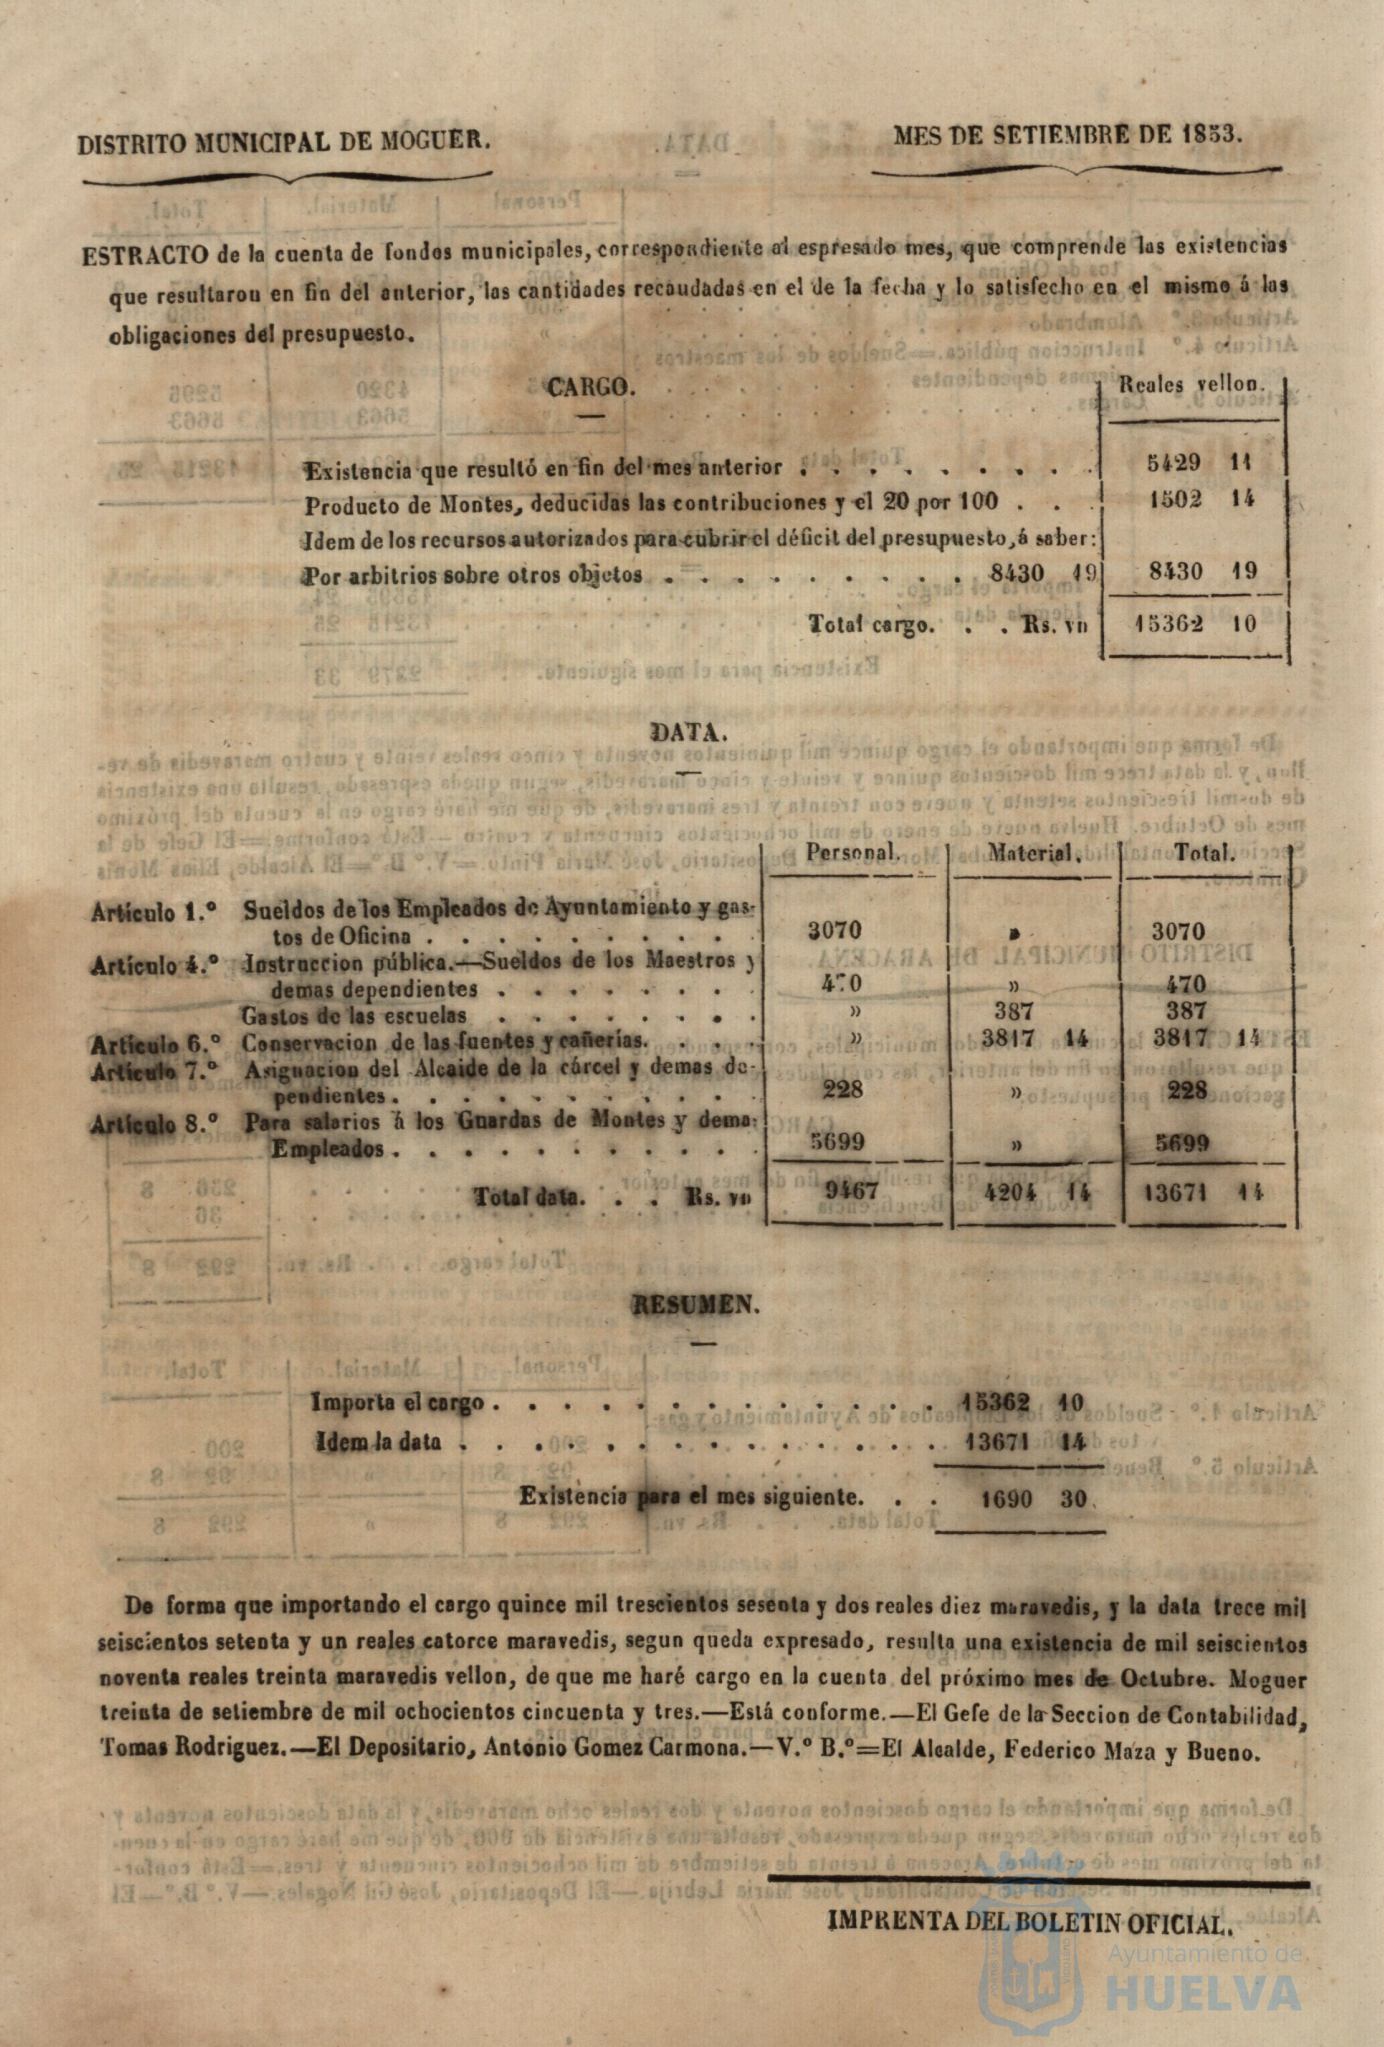 DISTRITO MUNICIPAL DE MOGUER.
MES DE SETIEMBRE DE 1853.
ESTRACTO de la cuenta de fondos municipales, correspondiente al espresado mes, que comprende las existencias
que resultaron en fin del anterior, las cantidades recaudadas en el de la fecha y lo satisfecho en el mismo á las
obligaciones del presupuesto.
CARGO.
Reales vellon.
Existencia que resultó en fin del mes anterior . . . . . . . . . 5429 11
Producto de Montes, deducidas las contribuciones y el 20 por 100 . . . 1502 14
Idem de los recursos autorizados para cubrir el déficit del presupuesto, á saber:
Por arbitrios sobre otros objetos . . . . . . . . . 8430 19 8430 19
Total cargo. . . Rs. vn 15362 10
DATA.
Personal. Material. Total.
Artículo 1.º Sueldos de los Empleados de Ayuntamiento y gas-
tos de Oficina . . . . . . . . . . 3070 » 3070
Artículo 4.º Instruccion pública.—Sueldos de los Maestros y
demas dependientes . . . . . . . 470 » 470
Gastos de las escuelas . . . . . . . . » 387 387
Artículo 6.º Conservacion de las fuentes y cañerías. . . . . » 3817 14 3817 14
Artículo 7.º Asignacion del Alcaide de la cárcel y demas de-
pendientes . . . . . . . . . . . 228 » 228
Artículo 8.º Para salarios á los Guardas de Montes y demas
Empleados . . . . . . . . . . . 5699 » 5699
Total data. . . Rs. vn 9467 4204 14 13671 14
RESUMEN.
Importa el cargo . . . . . . . . . . . . . 15362 10
Idem la data . . . . . . . . . . . . . . 13671 14
Existencia para el mes siguiente. . . 1690 30
De forma que importando el cargo quince mil trescientos sesenta y dos reales diez maravedis, y la data trece mil
seiscientos setenta y un reales catorce maravedis, segun queda expresado, resulta una existencia de mil seiscientos
noventa reales treinta maravedis vellon, de que me haré cargo en la cuenta del próximo mes de Octubre. Moguer
treinta de setiembre de mil ochocientos cincuenta y tres.—Está conforme.—El Gefe de la Seccion de Contabilidad,
Tomas Rodriguez.—El Depositario, Antonio Gomez Carmona.—V.º B.º=El Alcalde, Federico Maza y Bueno.
IMPRENTA DEL BOLETIN OFICIAL.
Ayuntamiento de
HUELVA